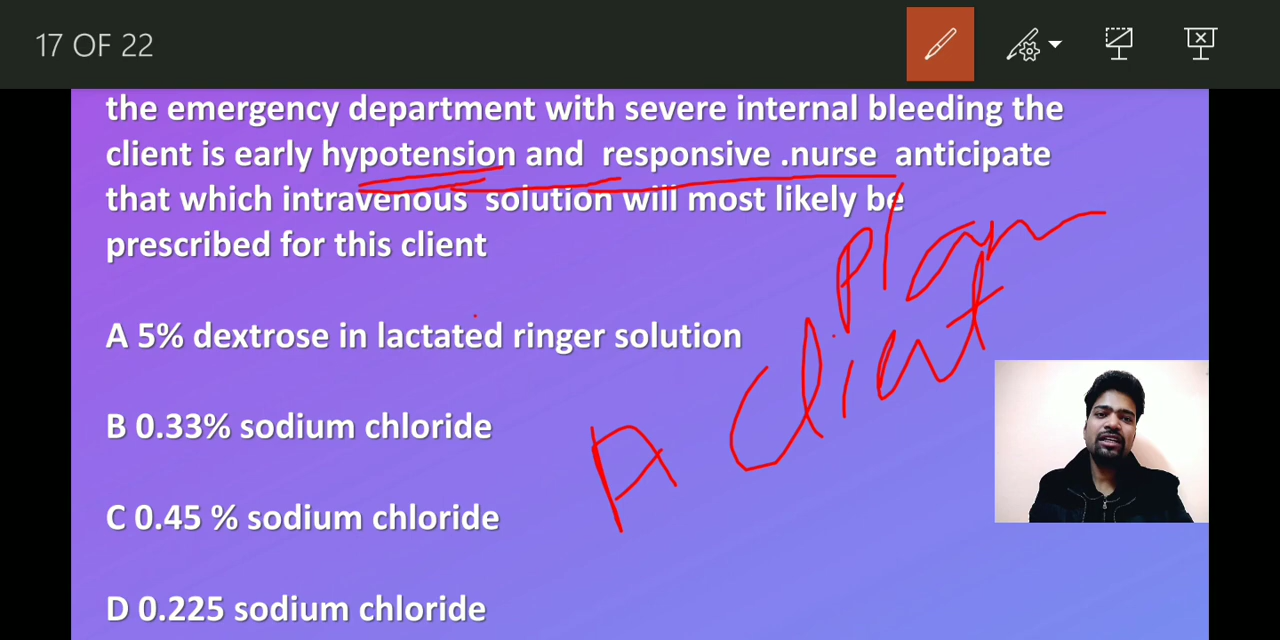 17 OF 22
the emergency department with severe internal bleeding the
client is early hypotension and responsive .nurse anticipate
that which intravenous solution will most likely be
prescribed for this client
plan
A 5% dextrose in lactated ringer solution
A client
B 0.33% sodium chloride
C 0.45 % sodium chloride
D 0.225 sodium chloride